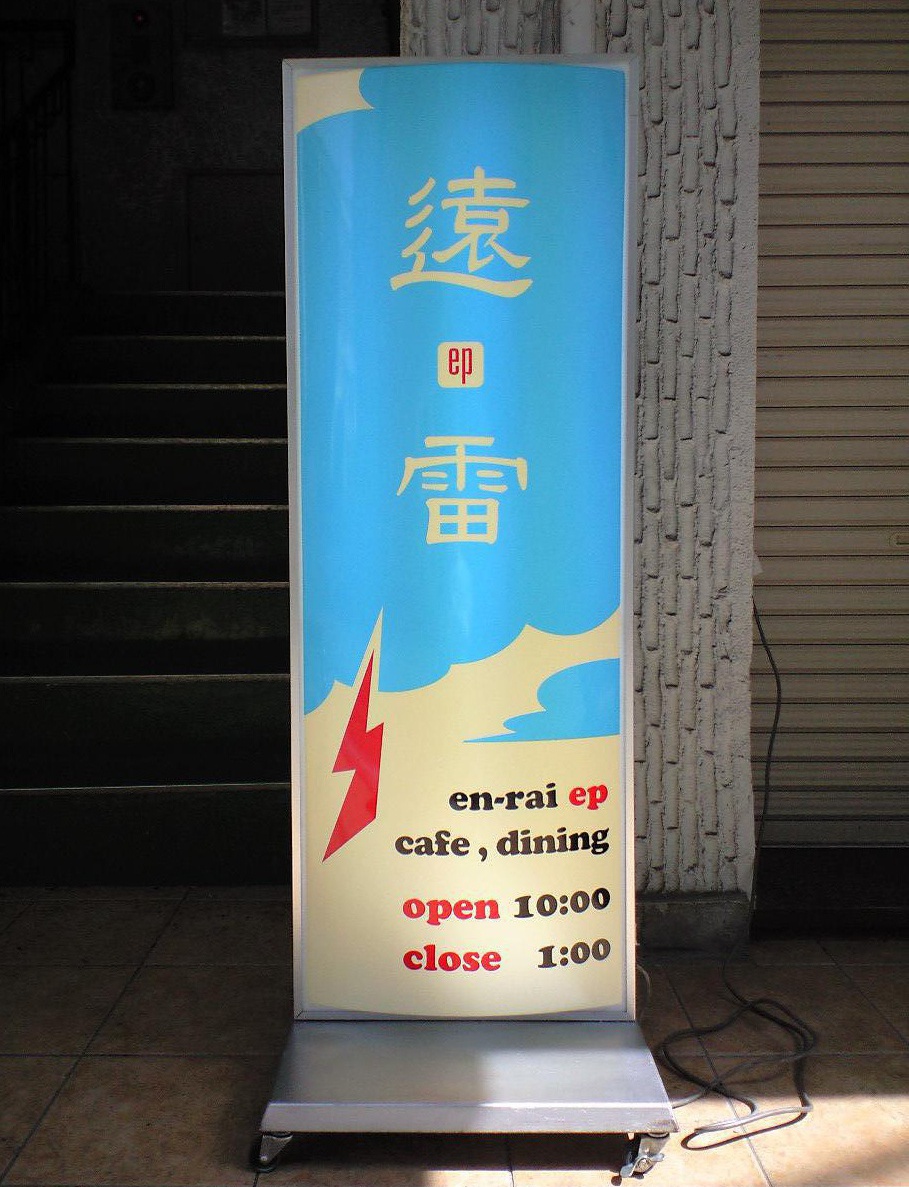 遠
ep
雷
en-rai ep
cafe , dining
open 10:00
close 1:00